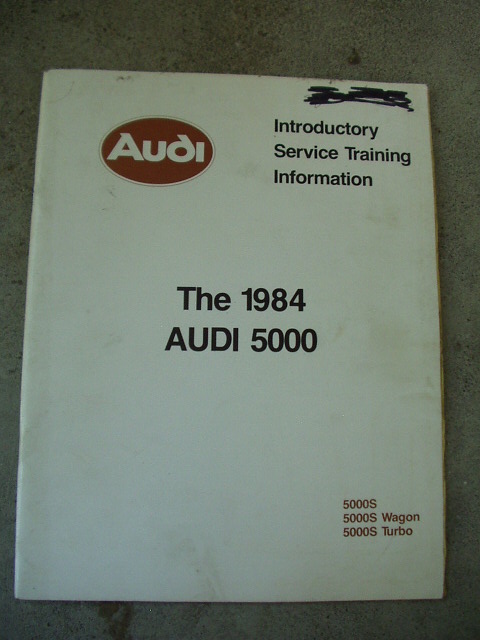 Audi
Introductory
Service Training
Information
The 1984
AUDI 5000
5000S
5000S Wagon
5000S Turbo